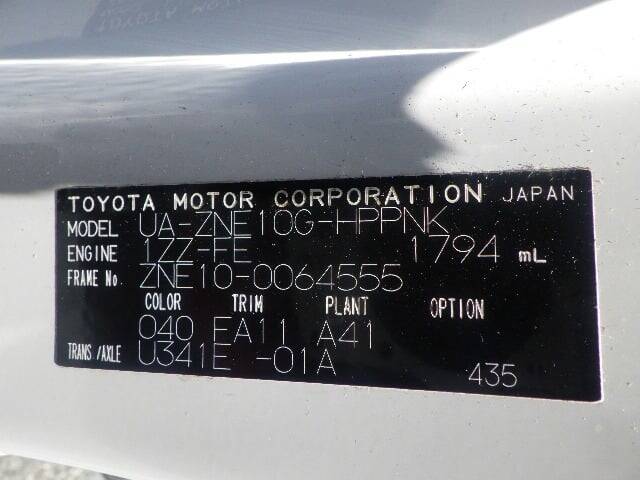 TOYOTA MOTOR CORPORATION JAPAN
MODEL UA-ZNE10G-HPPNK
ENGINE 1ZZ-FE 1794 mL
FRAME No ZNE10-0064555
COLOR TRIM PLANT OPTION
040 FA11 A41
TRANS./AXLE U341E -01A
435